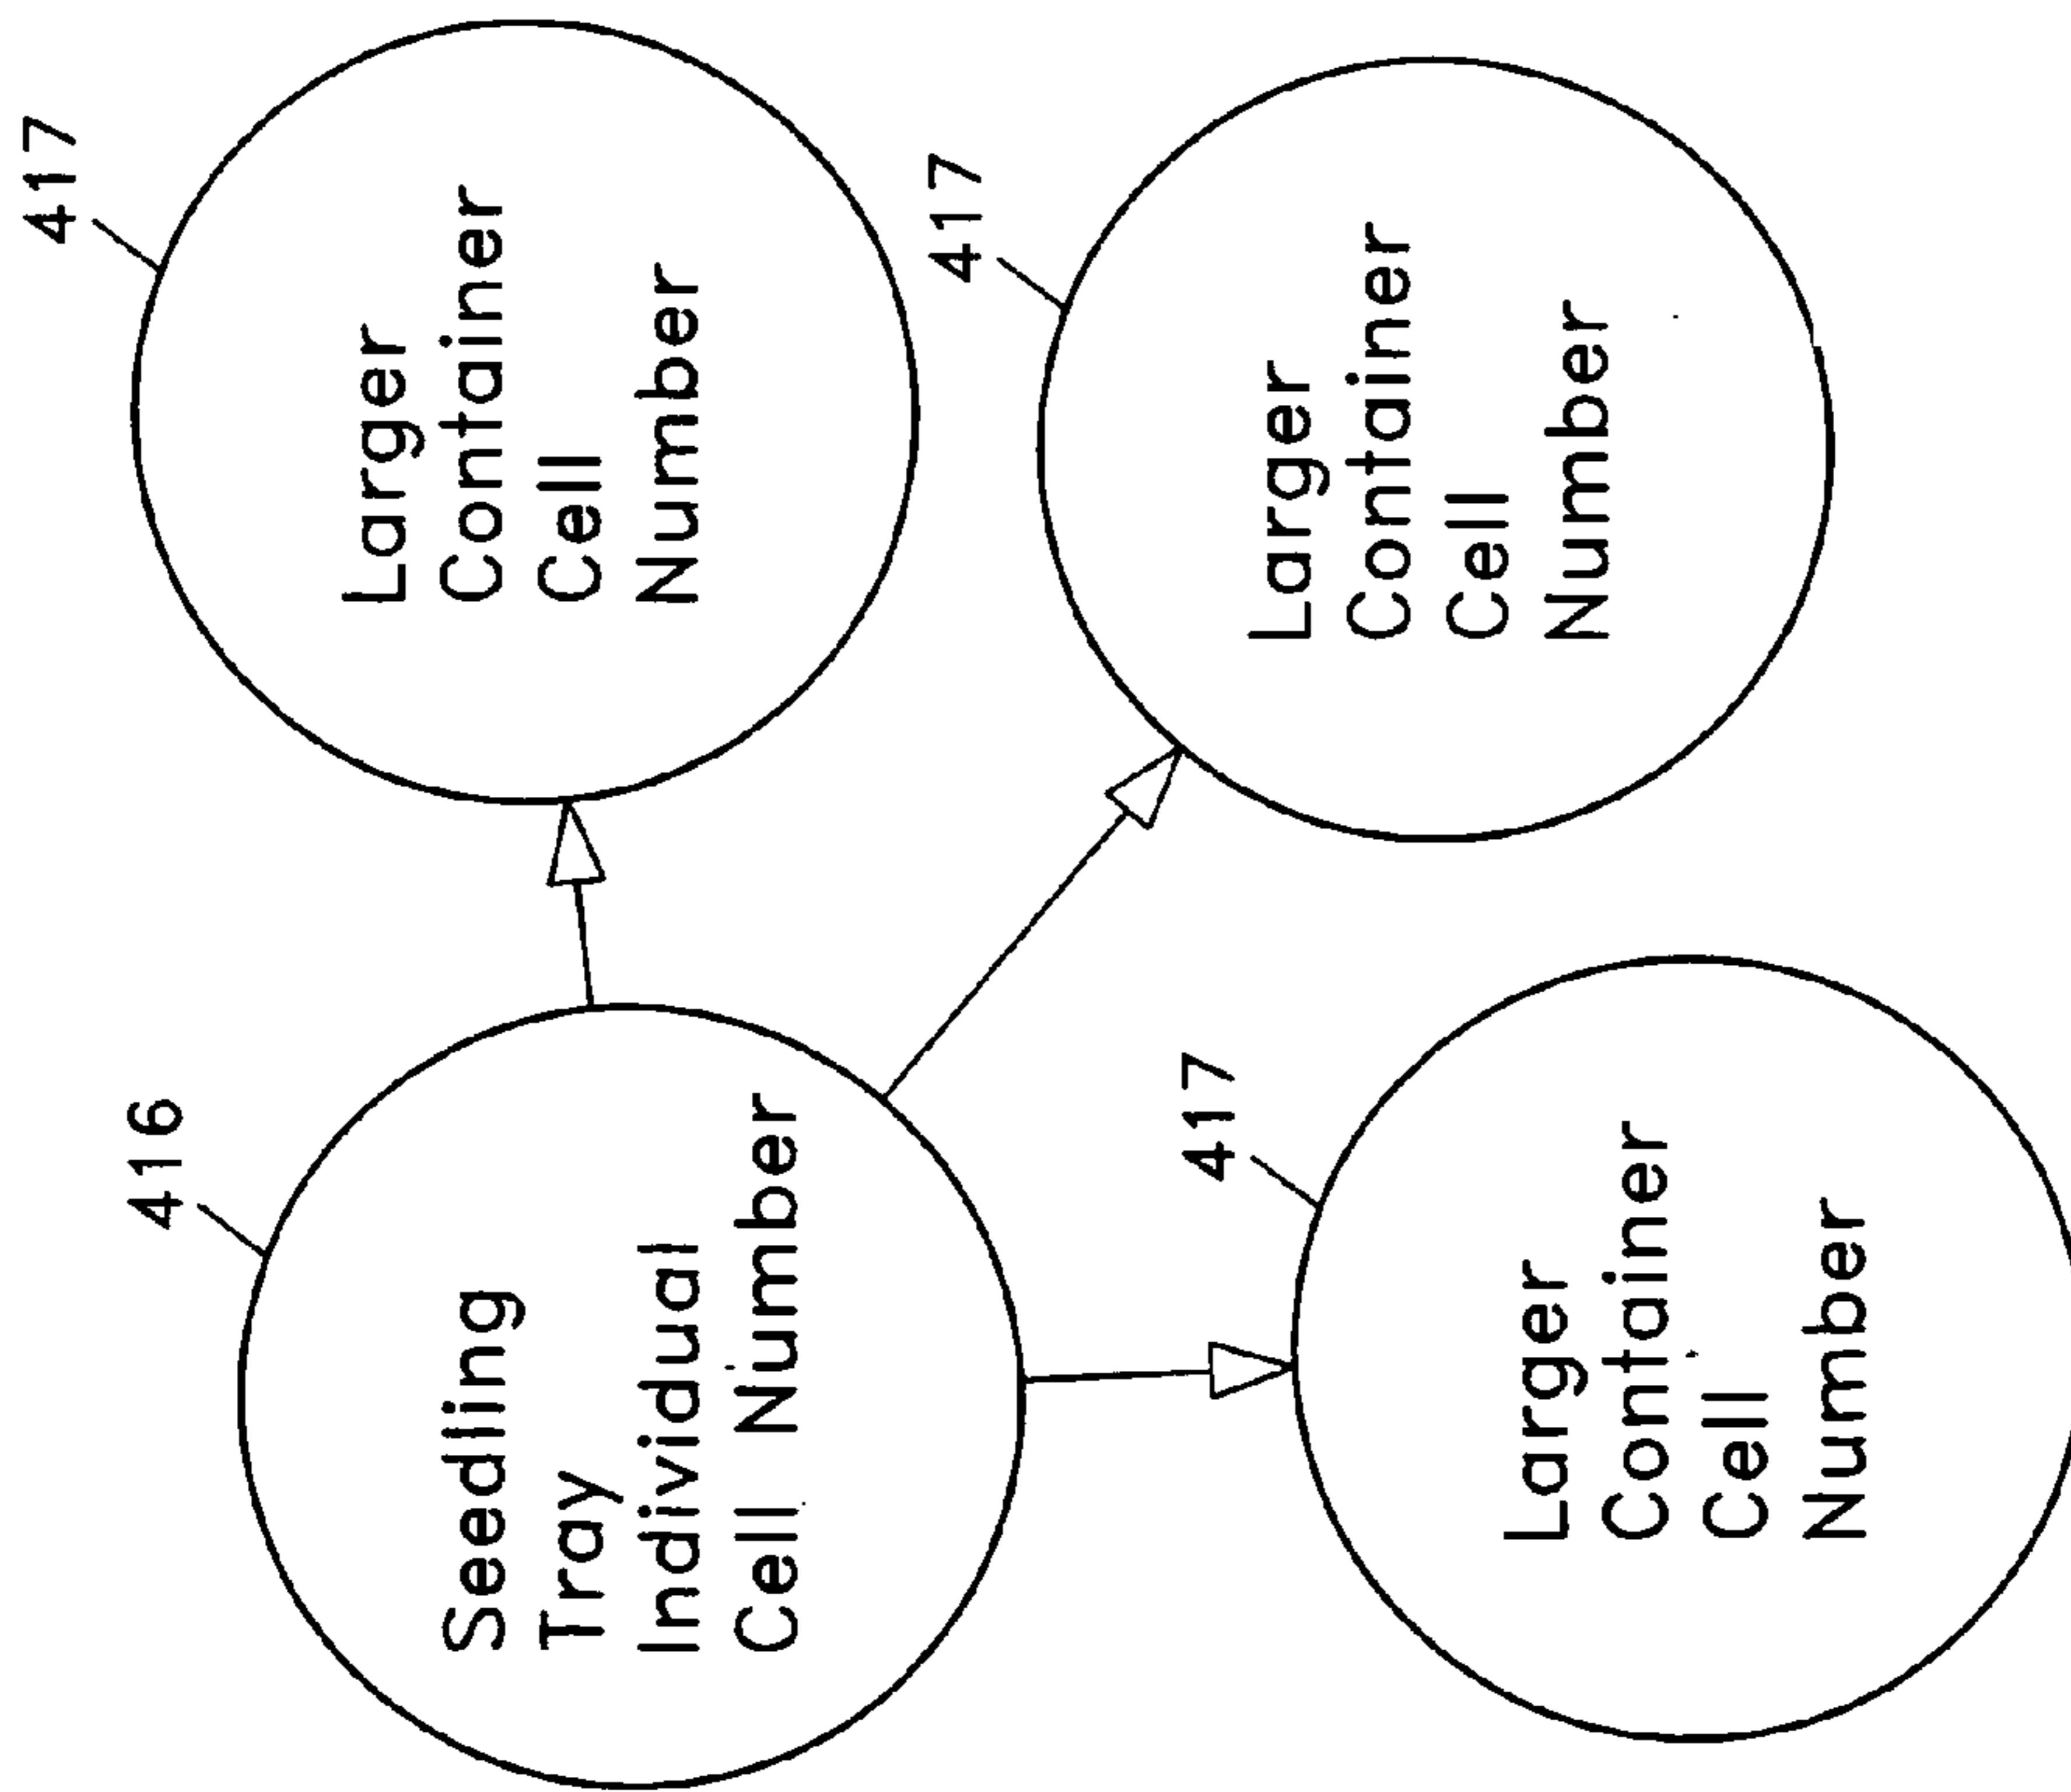 416
Seedling
Tray
Individual
Cell Number
417
Larger
Container
Cell
Number
417
Larger
Container
Cell
Number
417
Larger
Container
Cell
Number